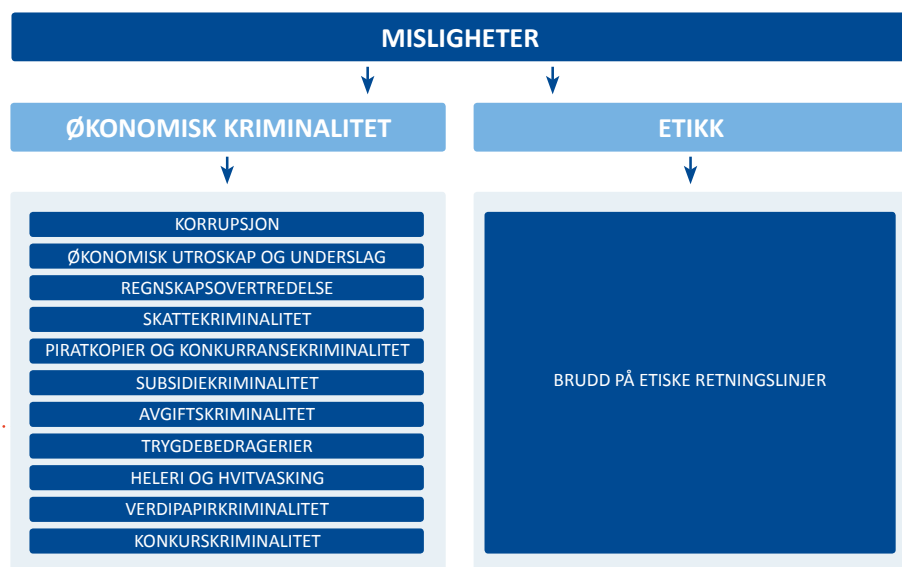 MISLIGHETER
ØKONOMISK KRIMINALITET
ETIKK
KORRUPSJON
ØKONOMISK UTROSKAP OG UNDERSLAG
REGNSKAPSOVERTREDELSE
SKATTEKRIMINALITET
PIRATKOPIER OG KONKURRANSEKRIMINALITET
SUBSIDIEKRIMINALITET
AVGIFTSKRIMINALITET
TRYGDEBEDRAGERIER
HELERI OG HVITVASKING
VERDIPAPIRKRIMINALITET
KONKURSKRIMINALITET
BRUDD PÅ ETISKE RETNINGSLINJER